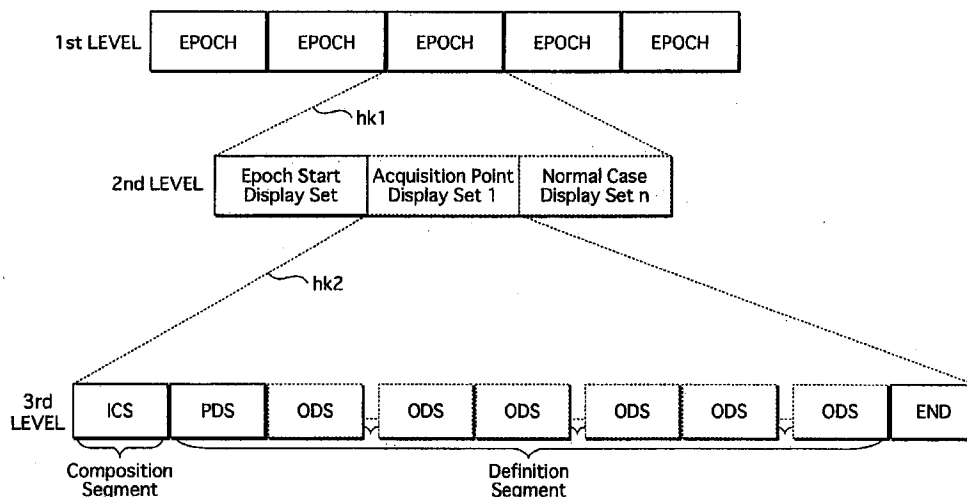 1st LEVEL EPOCH EPOCH EPOCH EPOCH EPOCH
hk1
2nd LEVEL
Epoch Start
Display Set
Acquisition Point
Display Set 1
Normal Case
Display Set n
hk2
3rd
LEVEL
ICS PDS ODS ODS ODS ODS ODS ODS END
Composition
Segment
Definition
Segment